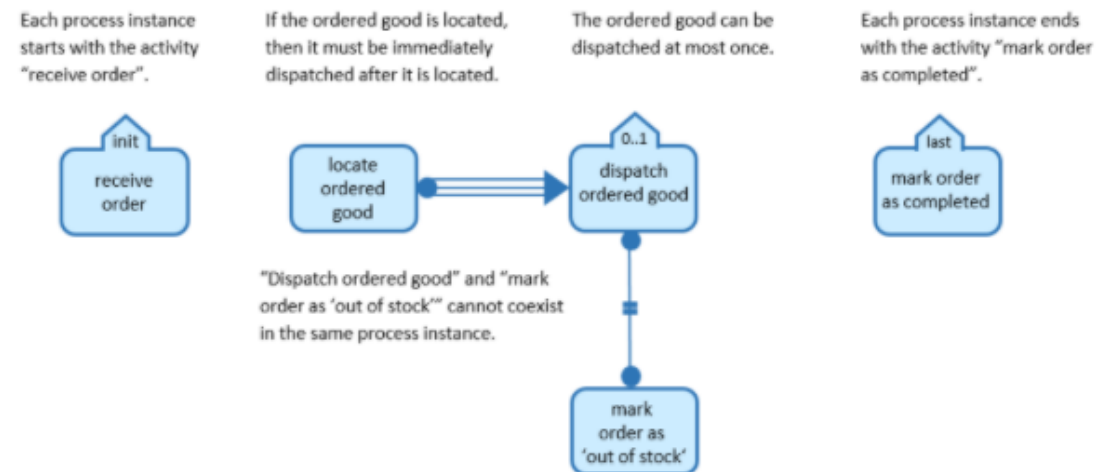 Each process instance
starts with the activity
“receive order”.
If the ordered good is located,
then it must be immediately
dispatched after it is located.
The ordered good can be
dispatched at most once.
Each process instance ends
with the activity “mark order
as completed”.
init
receive
order
locate
ordered
good
0..1
dispatch
ordered good
last
mark order
as completed
“Dispatch ordered good” and “mark
order as ‘out of stock’” cannot coexist
in the same process instance.
mark
order as
‘out of stock‘